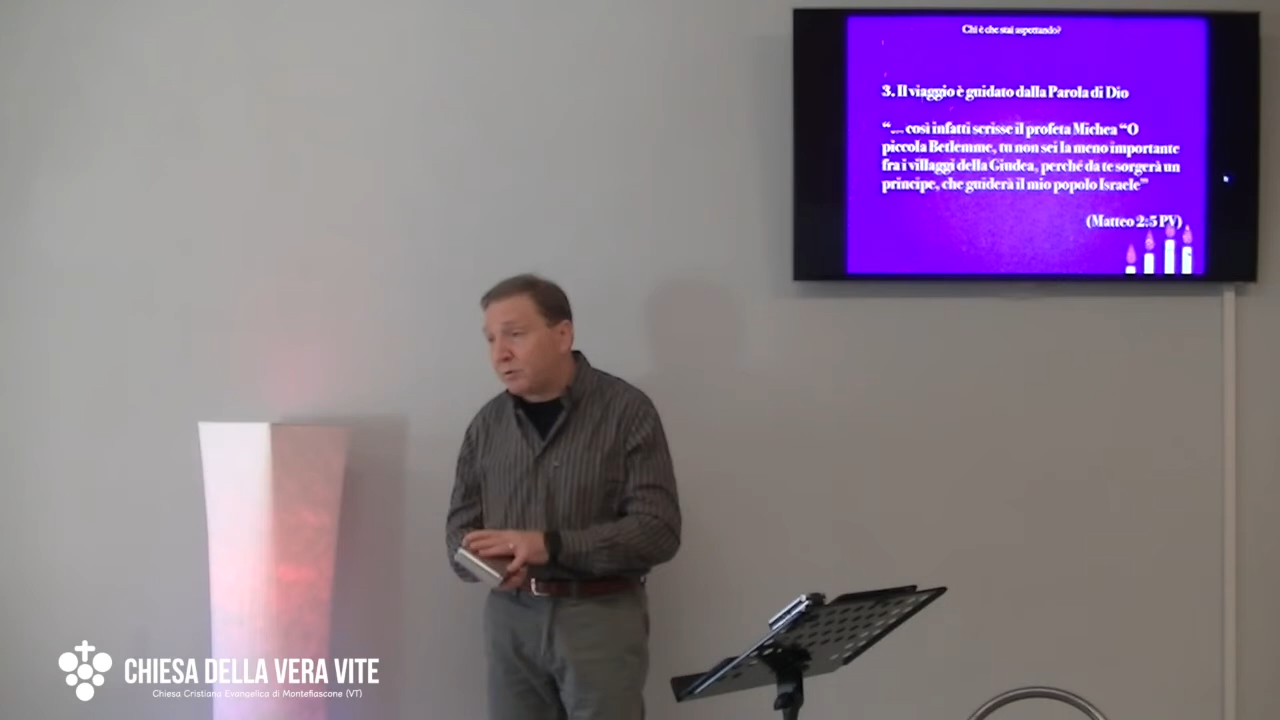 Chi è che stai aspettando?
3. Il viaggio è guidato dalla Parola di Dio
“… così infatti scrisse il profeta Michea “O
piccola Betlemme, tu non sei la meno importante
fra i villaggi della Giudea, perché da te sorgerà un
principe, che guiderà il mio popolo Israele”
(Matteo 2:5 PV)
CHIESA DELLA VERA VITE
Chiesa Cristiana Evangelica di Montefiascone (VT)